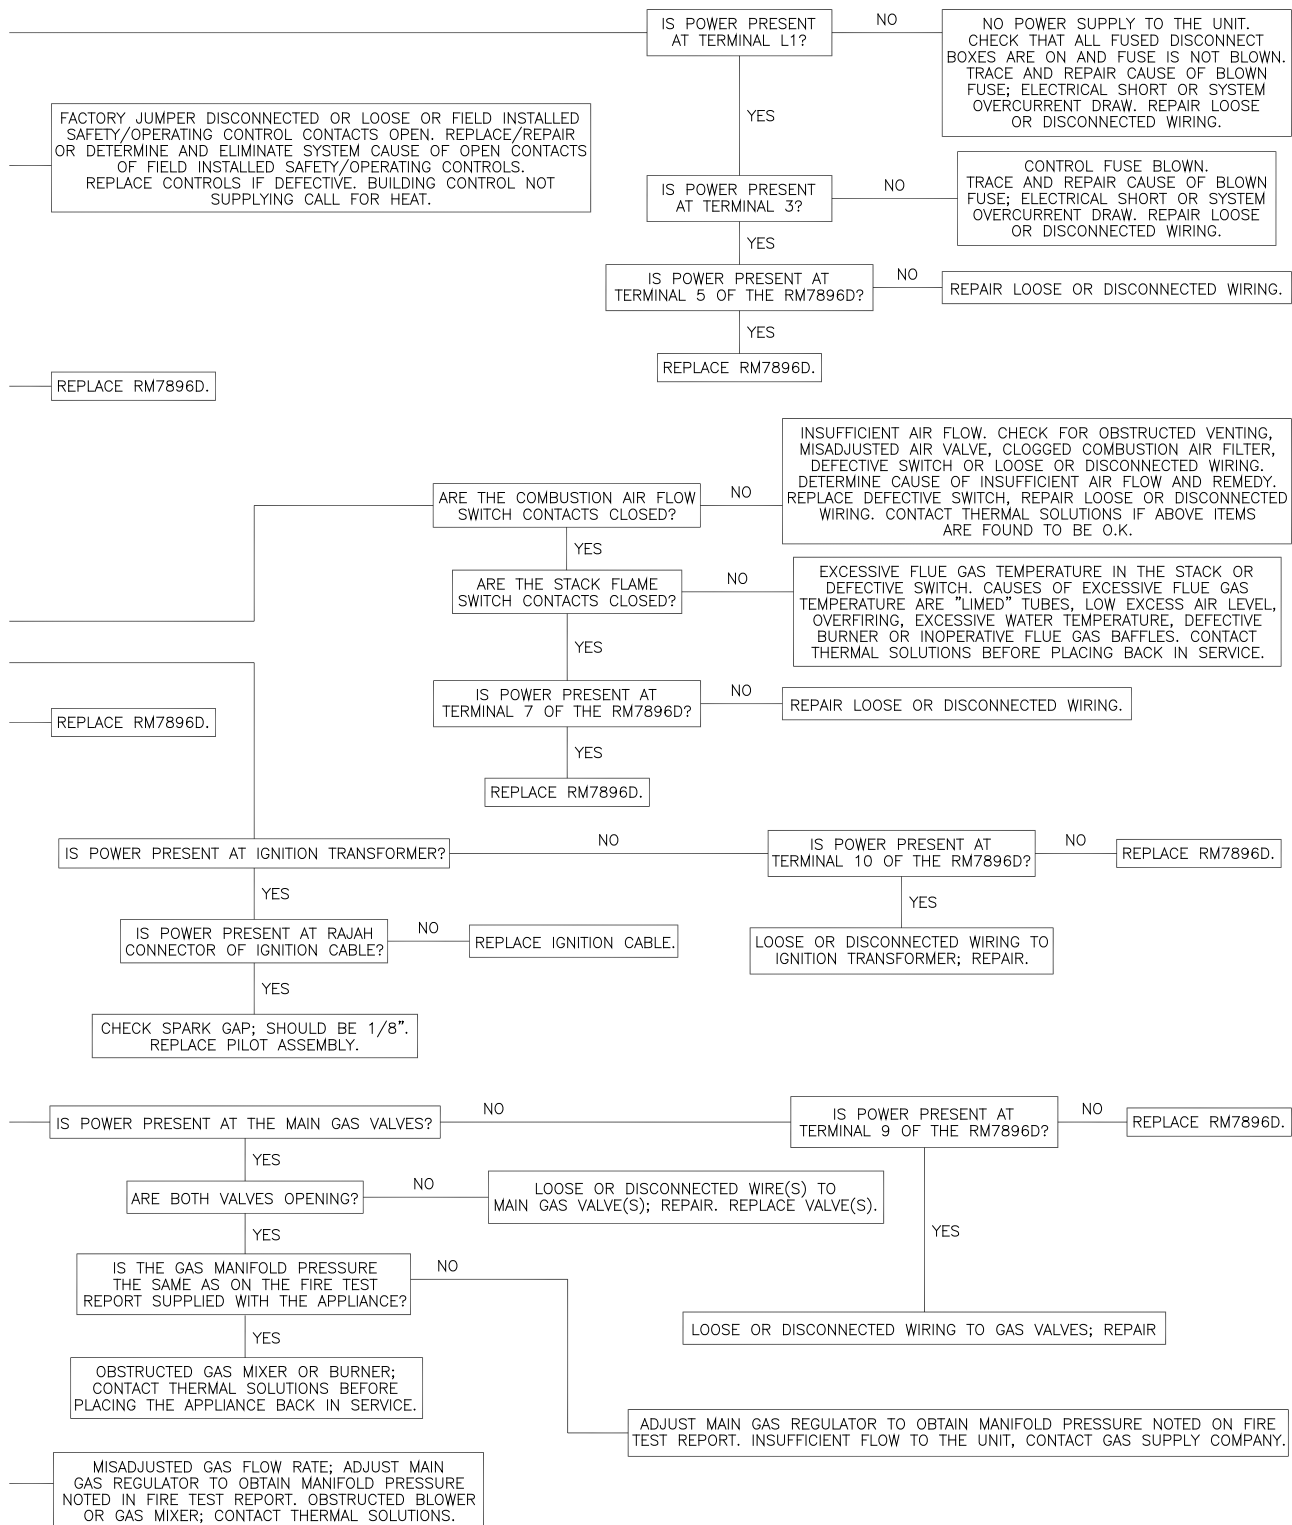 IS POWER PRESENT
AT TERMINAL L1?
NO
NO POWER SUPPLY TO THE UNIT.
CHECK THAT ALL FUSED DISCONNECT
BOXES ARE ON AND FUSE IS NOT BLOWN.
TRACE AND REPAIR CAUSE OF BLOWN
FUSE; ELECTRICAL SHORT OR SYSTEM
OVERCURRENT DRAW. REPAIR LOOSE
OR DISCONNECTED WIRING.
YES
FACTORY JUMPER DISCONNECTED OR LOOSE OR FIELD INSTALLED
SAFETY/OPERATING CONTROL CONTACTS OPEN. REPLACE/REPAIR
OR DETERMINE AND ELIMINATE SYSTEM CAUSE OF OPEN CONTACTS
OF FIELD INSTALLED SAFETY/OPERATING CONTROLS.
REPLACE CONTROLS IF DEFECTIVE. BUILDING CONTROL NOT
SUPPLYING CALL FOR HEAT.
IS POWER PRESENT
AT TERMINAL 3?
NO
CONTROL FUSE BLOWN.
TRACE AND REPAIR CAUSE OF BLOWN
FUSE; ELECTRICAL SHORT OR SYSTEM
OVERCURRENT DRAW. REPAIR LOOSE
OR DISCONNECTED WIRING.
YES
IS POWER PRESENT AT
TERMINAL 5 OF THE RM7896D?
NO
REPAIR LOOSE OR DISCONNECTED WIRING.
YES
REPLACE RM7896D.
REPLACE RM7896D.
ARE THE COMBUSTION AIR FLOW
SWITCH CONTACTS CLOSED?
NO
INSUFFICIENT AIR FLOW. CHECK FOR OBSTRUCTED VENTING,
MISADJUSTED AIR VALVE, CLOGGED COMBUSTION AIR FILTER,
DEFECTIVE SWITCH OR LOOSE OR DISCONNECTED WIRING.
DETERMINE CAUSE OF INSUFFICIENT AIR FLOW AND REMEDY.
REPLACE DEFECTIVE SWITCH, REPAIR LOOSE OR DISCONNECTED
WIRING. CONTACT THERMAL SOLUTIONS IF ABOVE ITEMS
ARE FOUND TO BE O.K.
YES
ARE THE STACK FLAME
SWITCH CONTACTS CLOSED?
NO
EXCESSIVE FLUE GAS TEMPERATURE IN THE STACK OR
DEFECTIVE SWITCH. CAUSES OF EXCESSIVE FLUE GAS
TEMPERATURE ARE "LIMED" TUBES, LOW EXCESS AIR LEVEL,
OVERFIRING, EXCESSIVE WATER TEMPERATURE, DEFECTIVE
BURNER OR INOPERATIVE FLUE GAS BAFFLES. CONTACT
THERMAL SOLUTIONS BEFORE PLACING BACK IN SERVICE.
YES
IS POWER PRESENT AT
TERMINAL 7 OF THE RM7896D?
NO
REPAIR LOOSE OR DISCONNECTED WIRING.
REPLACE RM7896D.
YES
REPLACE RM7896D.
IS POWER PRESENT AT IGNITION TRANSFORMER?
NO
IS POWER PRESENT AT
TERMINAL 10 OF THE RM7896D?
NO
REPLACE RM7896D.
YES
YES
IS POWER PRESENT AT RAJAH
CONNECTOR OF IGNITION CABLE?
NO
REPLACE IGNITION CABLE.
LOOSE OR DISCONNECTED WIRING TO
IGNITION TRANSFORMER; REPAIR.
YES
CHECK SPARK GAP; SHOULD BE 1/8".
REPLACE PILOT ASSEMBLY.
IS POWER PRESENT AT THE MAIN GAS VALVES?
NO
IS POWER PRESENT AT
TERMINAL 9 OF THE RM7896D?
NO
REPLACE RM7896D.
YES
ARE BOTH VALVES OPENING?
NO
LOOSE OR DISCONNECTED WIRE(S) TO
MAIN GAS VALVE(S); REPAIR. REPLACE VALVE(S).
YES
YES
IS THE GAS MANIFOLD PRESSURE
THE SAME AS ON THE FIRE TEST
REPORT SUPPLIED WITH THE APPLIANCE?
NO
LOOSE OR DISCONNECTED WIRING TO GAS VALVES; REPAIR
YES
OBSTRUCTED GAS MIXER OR BURNER;
CONTACT THERMAL SOLUTIONS BEFORE
PLACING THE APPLIANCE BACK IN SERVICE.
ADJUST MAIN GAS REGULATOR TO OBTAIN MANIFOLD PRESSURE NOTED ON FIRE
TEST REPORT. INSUFFICIENT FLOW TO THE UNIT, CONTACT GAS SUPPLY COMPANY.
MISADJUSTED GAS FLOW RATE; ADJUST MAIN
GAS REGULATOR TO OBTAIN MANIFOLD PRESSURE
NOTED IN FIRE TEST REPORT. OBSTRUCTED BLOWER
OR GAS MIXER; CONTACT THERMAL SOLUTIONS.